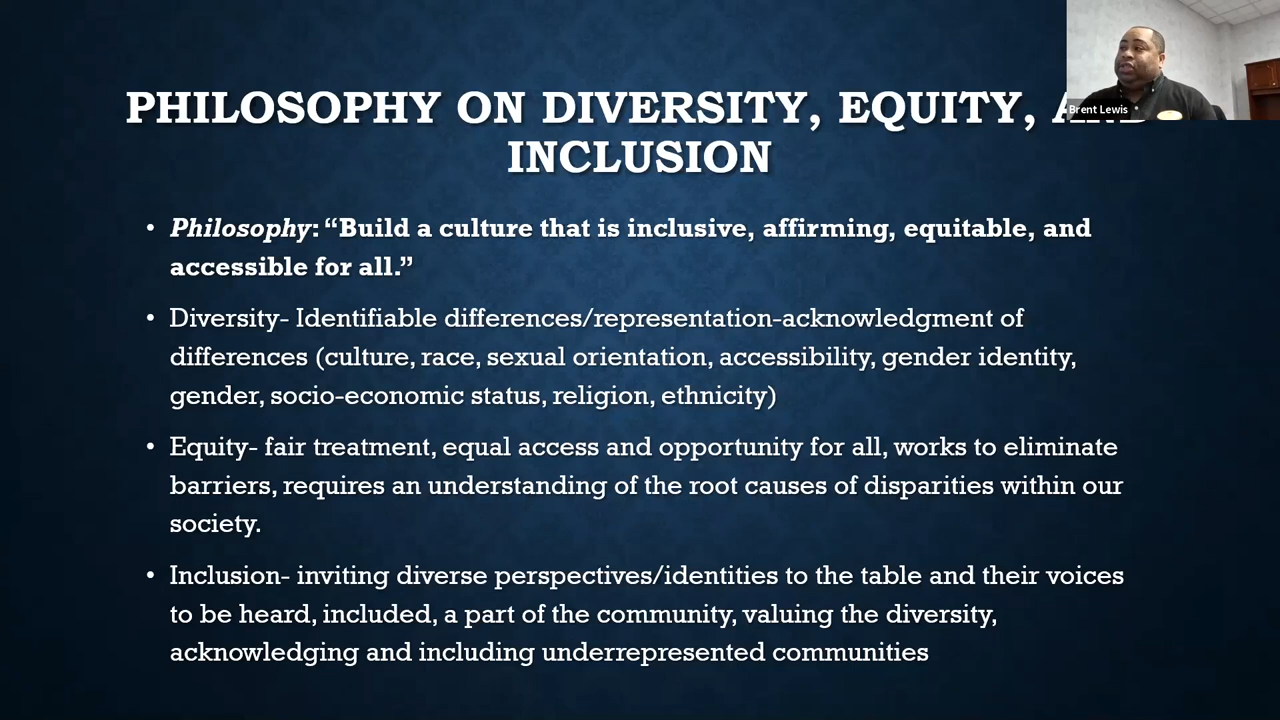 PHILOSOPHY ON DIVERSITY, EQUITY, AND
INCLUSION
Brent Lewis
• Philosophy: “Build a culture that is inclusive, affirming, equitable, and
accessible for all.”
• Diversity- Identifiable differences/representation-acknowledgment of
differences (culture, race, sexual orientation, accessibility, gender identity,
gender, socio-economic status, religion, ethnicity)
• Equity- fair treatment, equal access and opportunity for all, works to eliminate
barriers, requires an understanding of the root causes of disparities within our
society.
• Inclusion- inviting diverse perspectives/identities to the table and their voices
to be heard, included, a part of the community, valuing the diversity,
acknowledging and including underrepresented communities